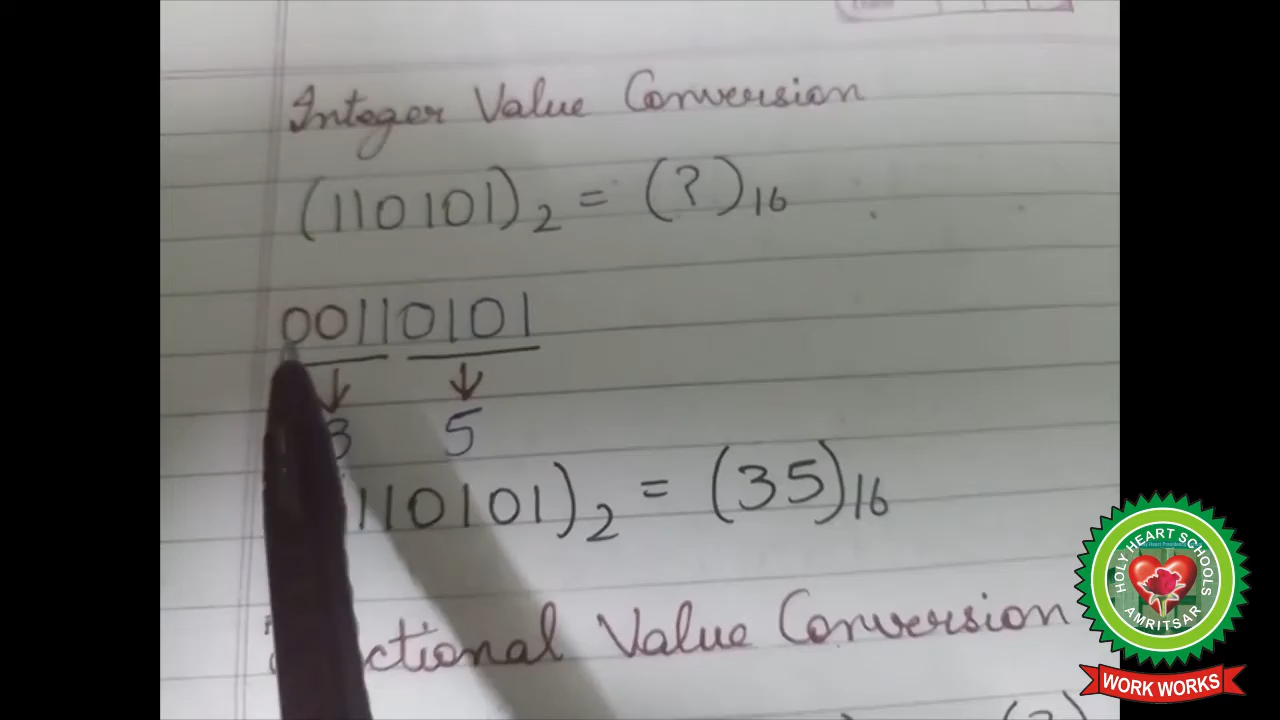 Integer Value Conversion
(110101)2 = (?)16
00110101
3 5
110101)2 = (35)16
ctional Value Conversion
(?)
HOLY HEART SCHOOLS
AMRITSAR
WORK WORKS